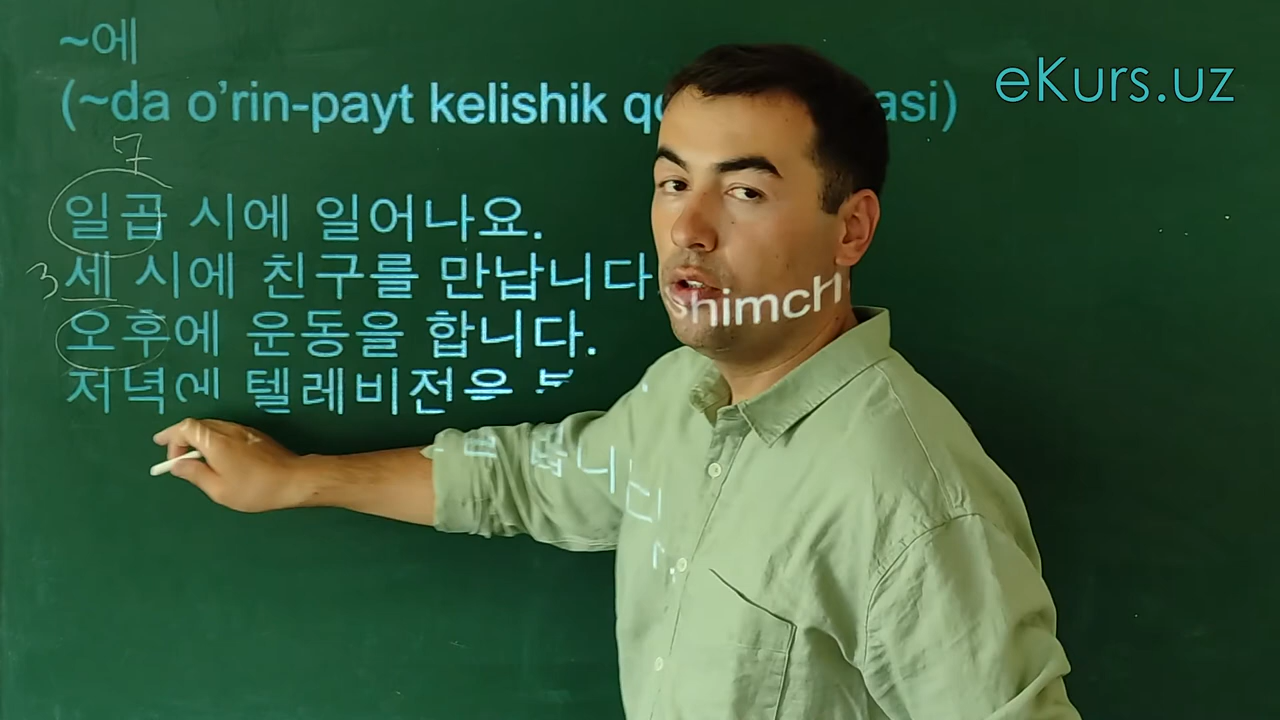 ~에
eKurs.uz
(~da o'rin-payt kelishik asi)
7
일곱 시에 일어나요.
3 세 시에 친구를 만납니다
shimch
오후에 운동을 합니다.
저녁에 텔레비전을